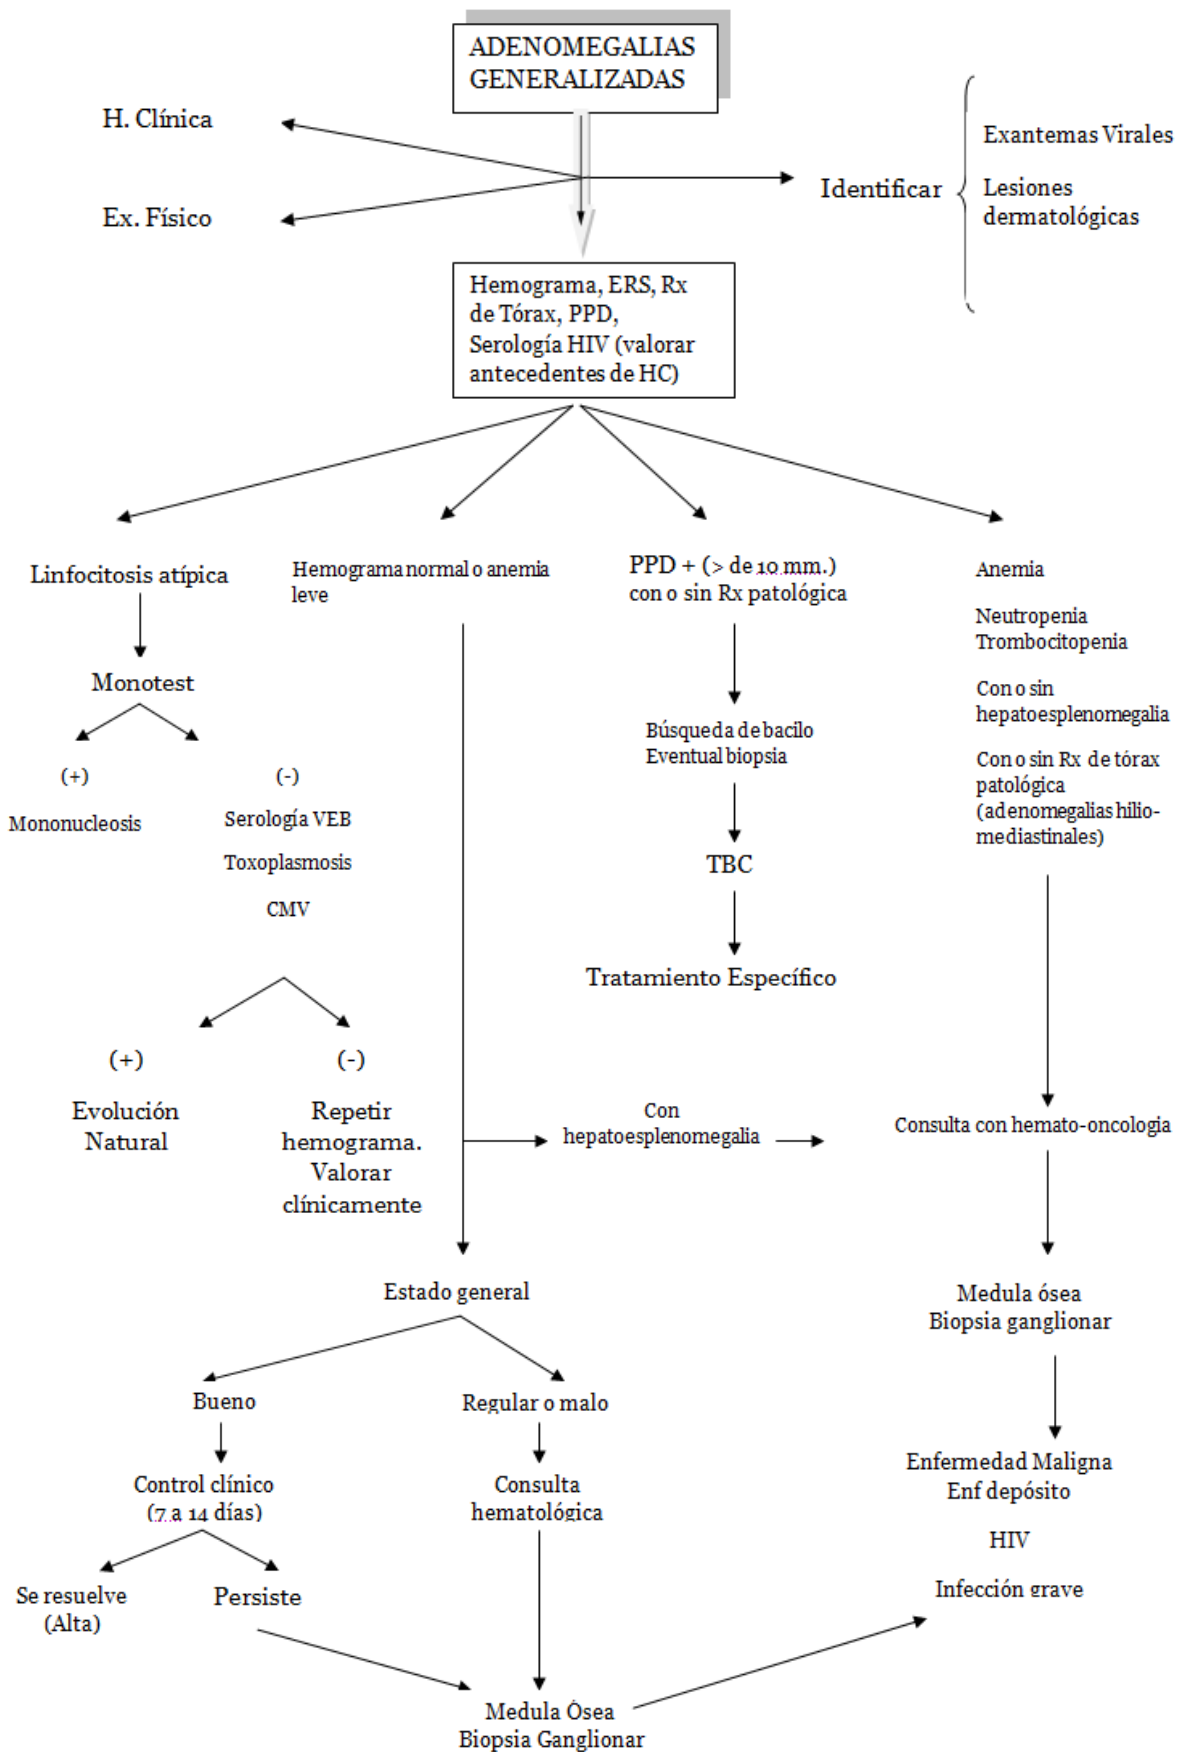 ADENOMEGALIAS
GENERALIZADAS
H. Clínica
Ex. Físico
Identificar
Exantemas Virales
Lesiones
dermatológicas
Hemograma, ERS, Rx
de Tórax, PPD,
Serología HIV (valorar
antecedentes de HC)
Linfocitosis atípica
Monotest
(+)
Mononucleosis
(-)
Serología VEB
Toxoplasmosis
CMV
(+)
Evolución
Natural
(-)
Repetir
hemograma.
Valorar
clínicamente
Hemograma normal o anemia
leve
Con
hepatoesplenomegalia
Estado general
Bueno
Control clínico
(7 a 14 días)
Se resuelve
(Alta)
Persiste
Regular o malo
Consulta
hematológica
Medula Ósea
Biopsia Ganglionar
PPD + (> de 10 mm.)
con o sin Rx patológica
Búsqueda de bacilo
Eventual biopsia
TBC
Tratamiento Específico
Anemia
Neutropenia
Trombocitopenia
Con o sin
hepatoesplenomegalia
Con o sin Rx de tórax
patológica
(adenomegalias hilio-
mediastinales)
Consulta con hemato-oncologia
Medula ósea
Biopsia ganglionar
Enfermedad Maligna
Enf depósito
HIV
Infección grave